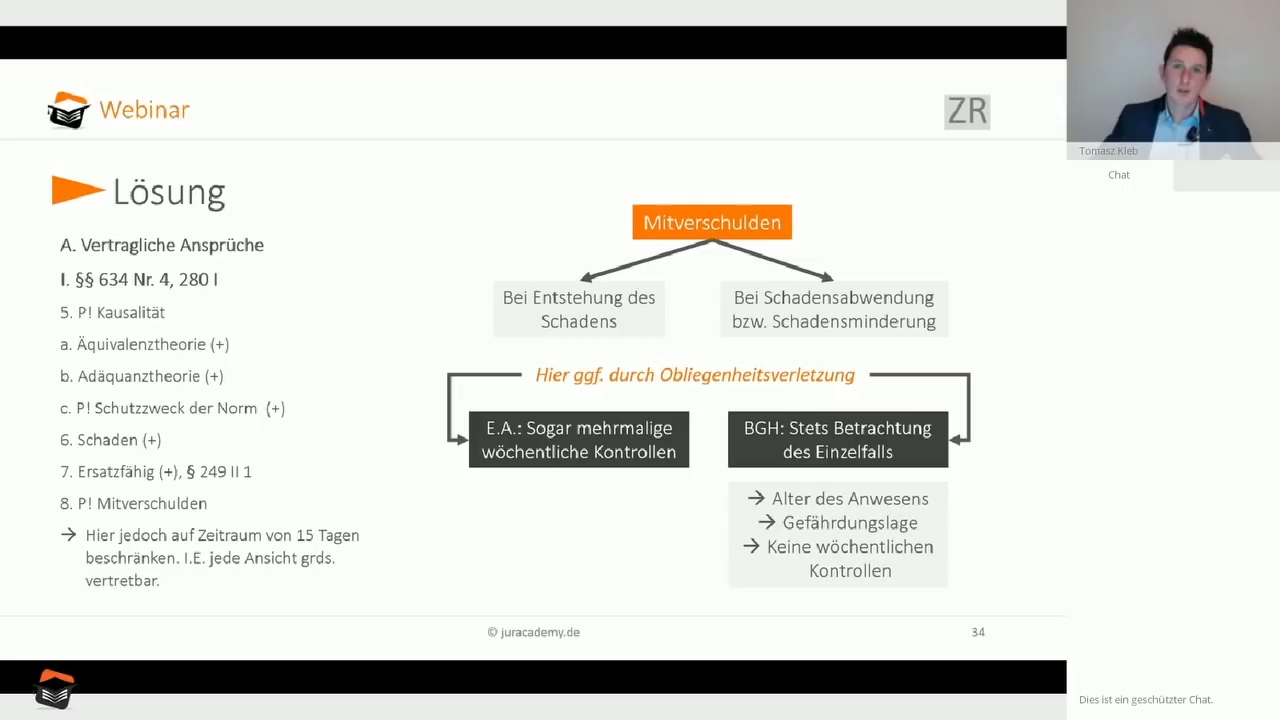 Webinar
ZR
Lösung
A. Vertragliche Ansprüche
I. §§ 634 Nr. 4, 280 I
5. P! Kausalität
a. Äquivalenztheorie (+)
b. Adäquanztheorie (+)
c. P! Schutzzweck der Norm (+)
6. Schaden (+)
7. Ersatzfähig (+), § 249 II 1
8. P! Mitverschulden
→ Hier jedoch auf Zeitraum von 15 Tagen
beschränken. I.E. jede Ansicht grds.
vertretbar.
Mitverschulden
Bei Entstehung des
Schadens
Bei Schadensabwendung
bzw. Schadensminderung
Hier ggf. durch Obliegenheitsverletzung
E.A.: Sogar mehrmalige
wöchentliche Kontrollen
BGH: Stets Betrachtung
des Einzelfalls
→ Alter des Anwesens
→ Gefährdungslage
→ Keine wöchentlichen
Kontrollen
© juracademy.de
34
Tomasz Kleb
Chat
Dies ist ein geschützter Chat.